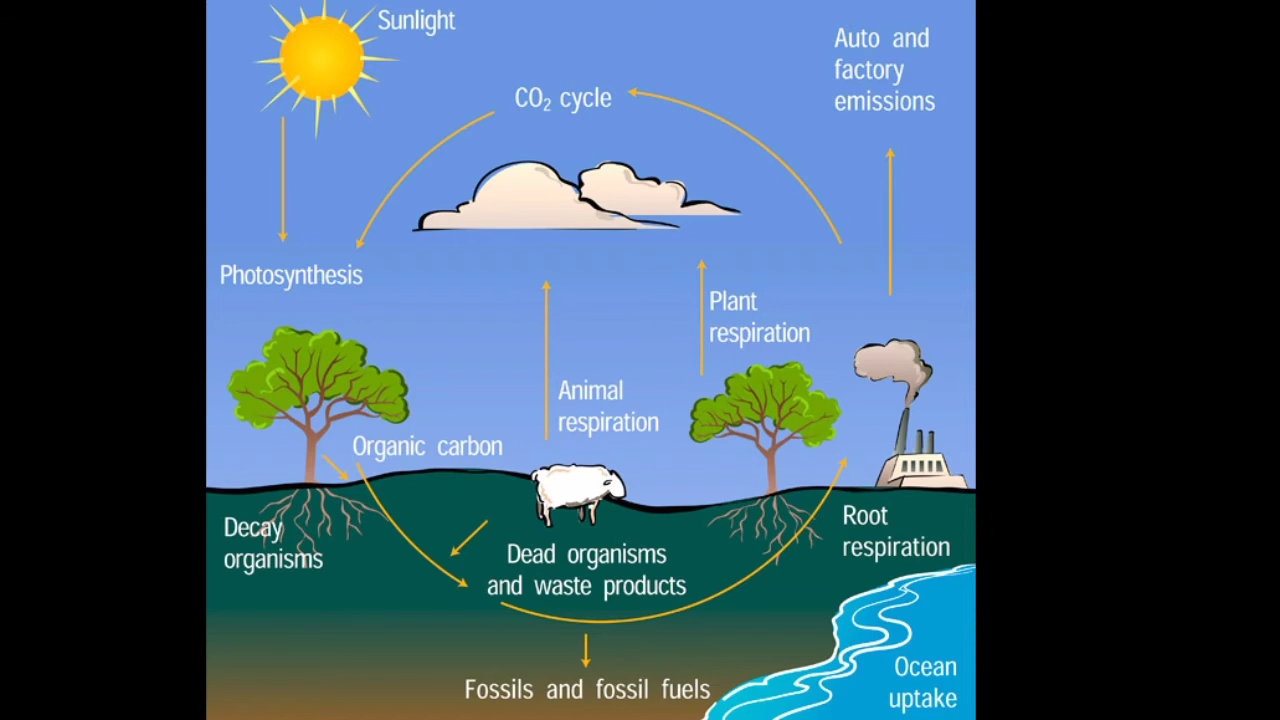 Sunlight
Auto and
factory
emissions
CO₂ cycle
Photosynthesis
Plant
respiration
Animal
respiration
Organic carbon
Decay
organisms
Root
respiration
Dead organisms
and waste products
Ocean
uptake
Fossils and fossil fuels